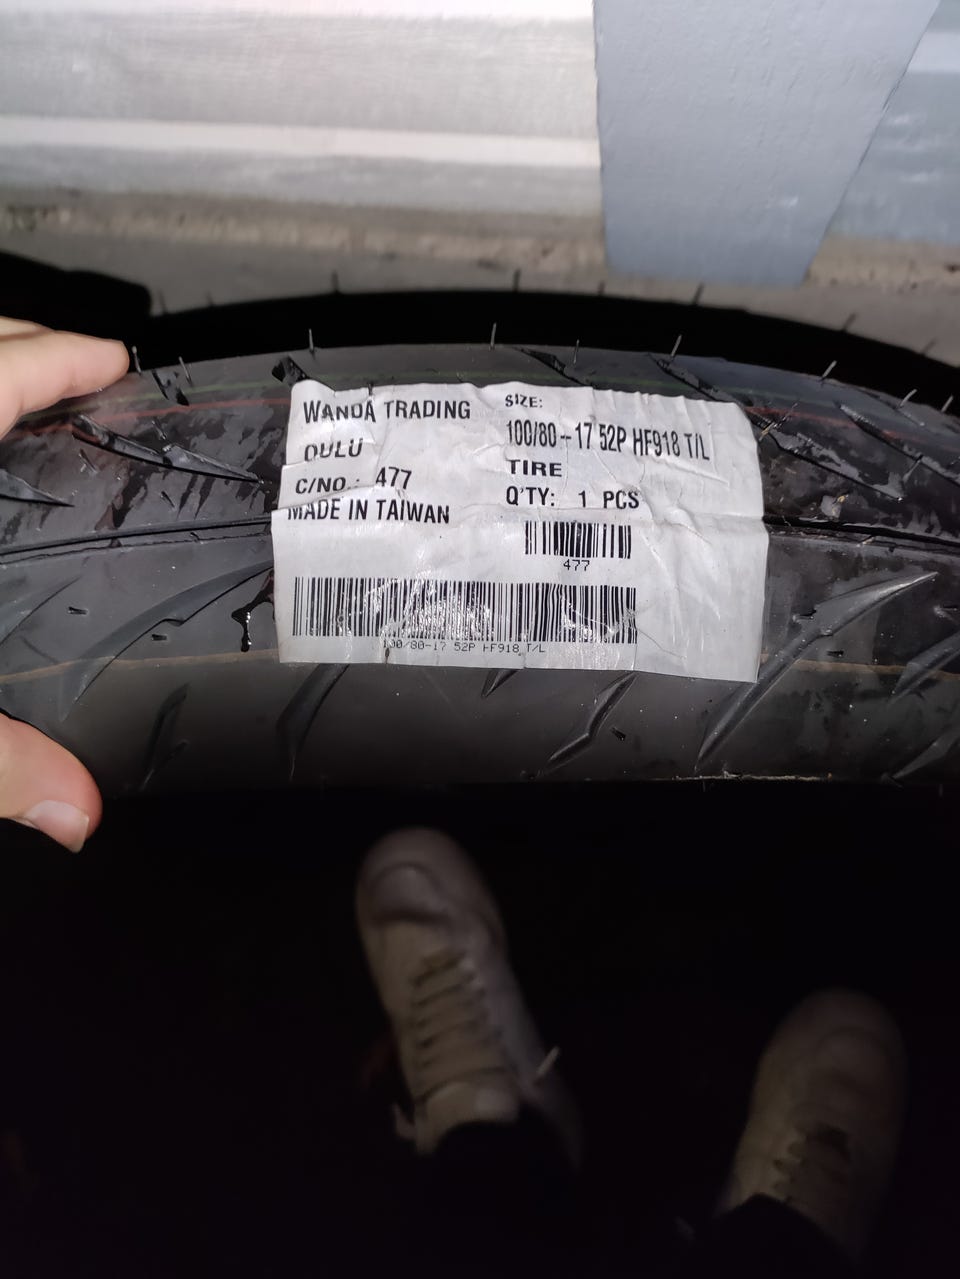 WANDA TRADING
OULU
C/NO.: 477
MADE IN TAIWAN
SIZE:
100/80-17 52P HF918 T/L
TIRE
Q'TY: 1 PCS
477
100/80-17 52P HF918 T/L